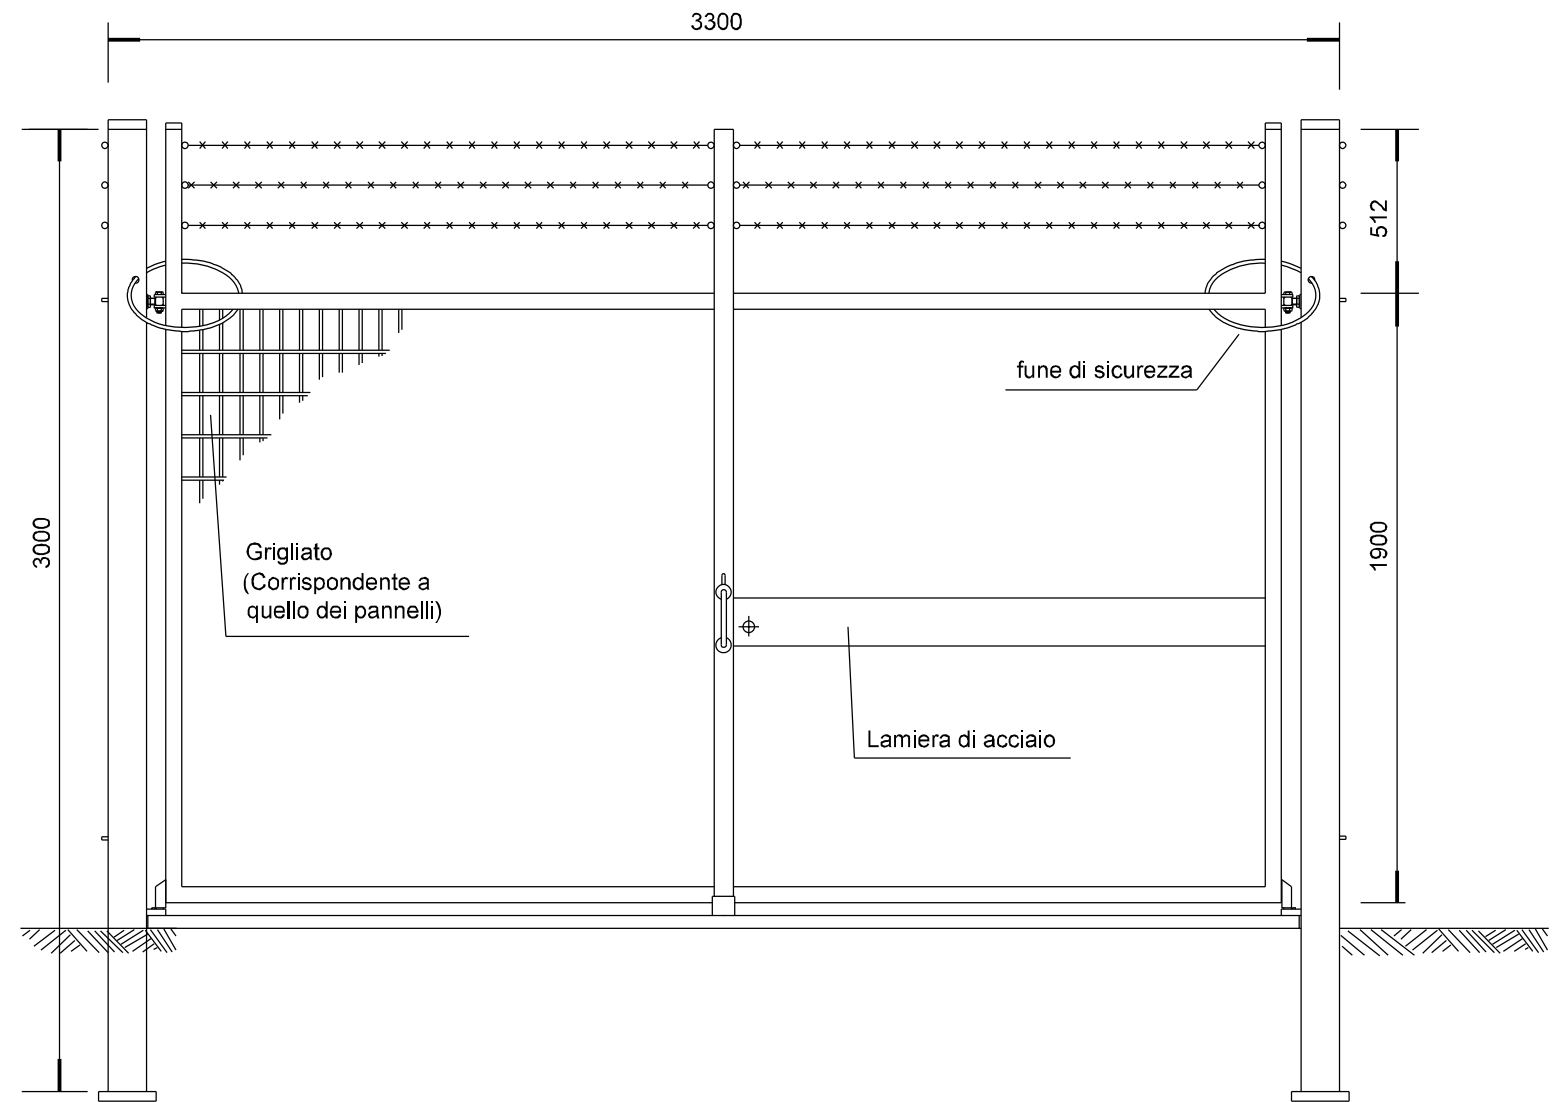 3300
512
fune di sicurezza
3000
1900
Grigliato
(Corrispondente a
quello dei pannelli)
Lamiera di acciaio